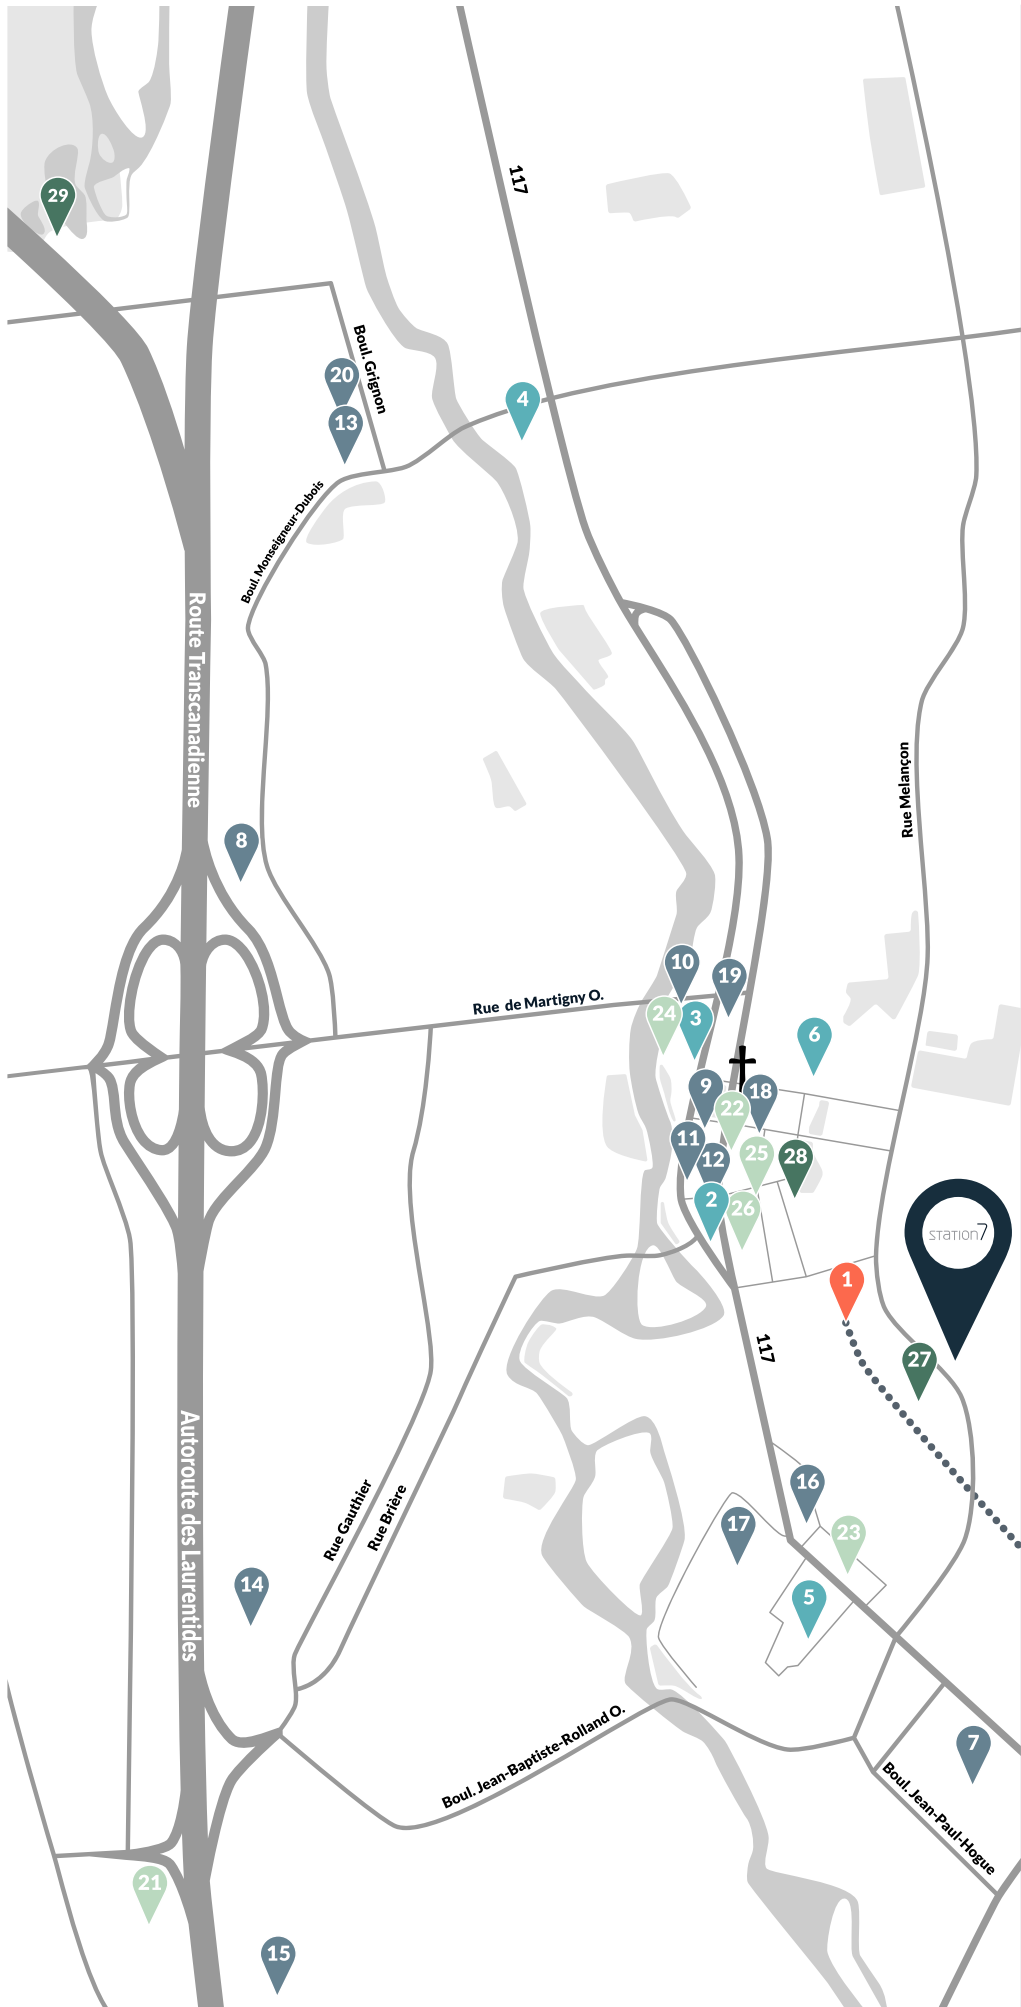 117
29
Boul. Grignon
20
4
13
Boul. Monseigneur-Dubois
Route Transcanadienne
Rue Melançon
8
10
19
Rue de Martigny O.
24
3
6
9
18
22
11
12
25
28
2
26
STATION7
1
117
27
Autoroute des Laurentides
Rue Gauthier
Rue Brière
16
17
23
14
5
Boul. Jean-Baptiste-Rolland O.
7
Boul. Jean-Paul-Hogue
21
15